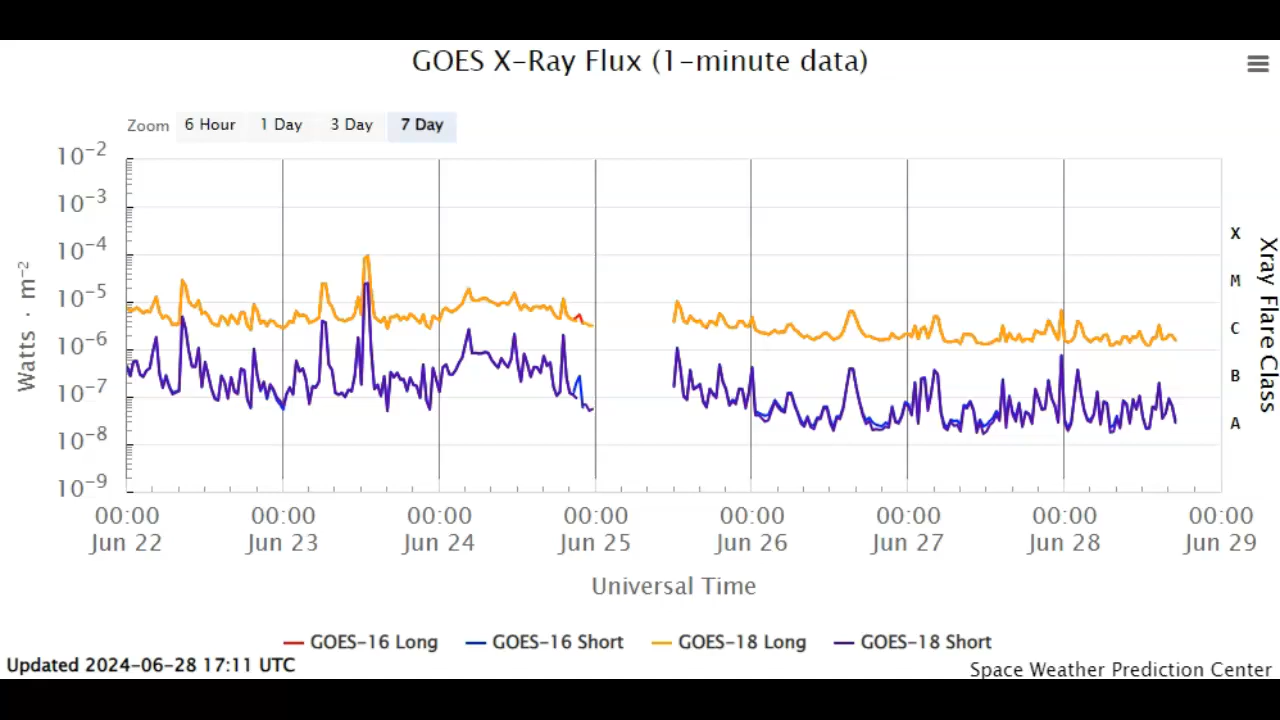 GOES X-Ray Flux (1-minute data)
Zoom 6 Hour 1 Day 3 Day 7 Day
10⁻²
10⁻³
10⁻⁴
10⁻⁵
10⁻⁶
10⁻⁷
10⁻⁸
10⁻⁹
Watts · m⁻²
X
M
C
B
A
Xray Flare Class
00:00 00:00 00:00 00:00 00:00 00:00 00:00 00:00
Jun 22 Jun 23 Jun 24 Jun 25 Jun 26 Jun 27 Jun 28 Jun 29
Universal Time
GOES-16 Long GOES-16 Short GOES-18 Long GOES-18 Short
Updated 2024-06-28 17:11 UTC
Space Weather Prediction Center